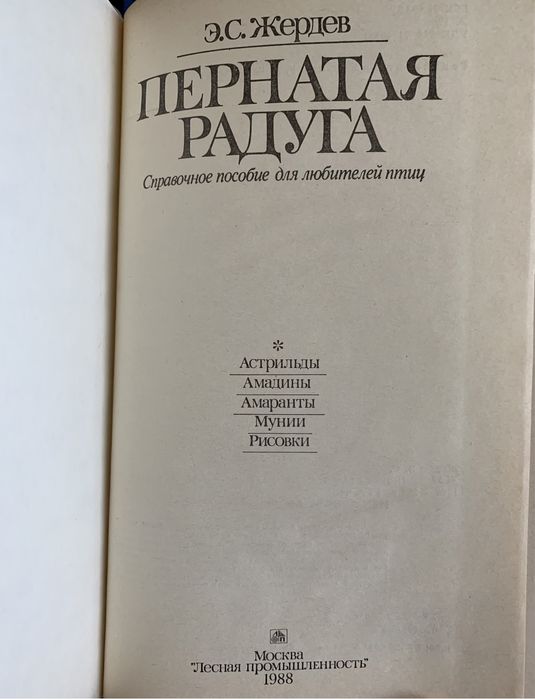 Э.С. Жердев
ПЕРНАТАЯ
РАДУГА
Справочное пособие для любителей птиц
*
Астрильды
Амадины
Амаранты
Мунии
Рисовки
Москва
"Лесная промышленность"
1988